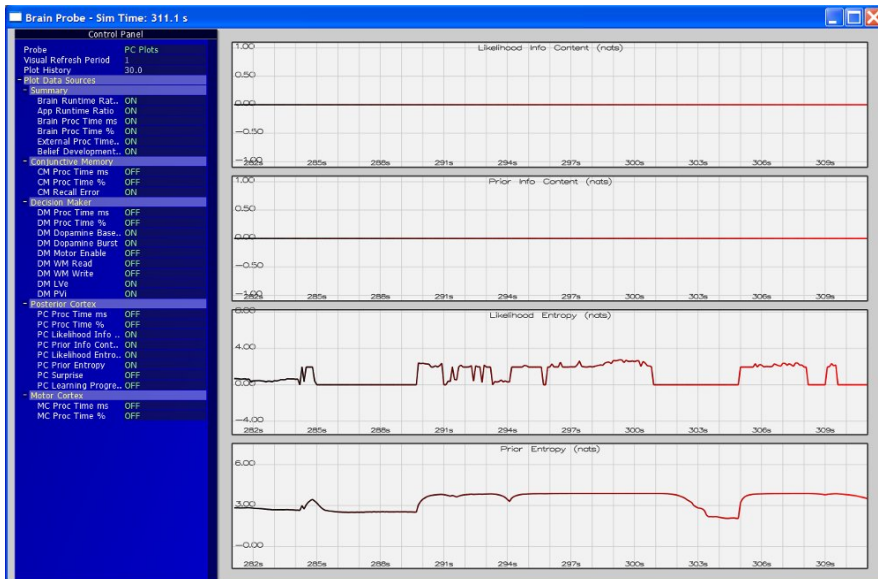 Brain Probe - Sim Time: 311.1 s
Control Panel
Probe PC Plots
Visual Refresh Period 1
Plot History 30.0
- Plot Data Sources
- Summary
Brain Runtime Rat.. ON
App Runtime Ratio ON
Brain Proc Time ms ON
Brain Proc Time % ON
External Proc Time.. ON
Belief Development.. ON
- Conjunctive Memory
CM Proc Time ms OFF
CM Proc Time % OFF
CM Recall Error ON
- Decision Maker
DM Proc Time ms OFF
DM Proc Time % OFF
DM Dopamine Base.. ON
DM Dopamine Burst ON
DM Motor Enable OFF
DM WM Read OFF
DM WM Write OFF
DM LVe ON
DM PVi ON
- Posterior Cortex
PC Proc Time ms OFF
PC Proc Time % OFF
PC Likelihood Info .. ON
PC Prior Info Cont.. ON
PC Likelihood Entro.. ON
PC Prior Entropy ON
PC Surprise OFF
PC Learning Progre.. OFF
- Motor Cortex
MC Proc Time ms OFF
MC Proc Time % OFF
Likelihood Info Content (nats)
1.00
0.50
0.00
-0.50
-1.00
282s 285s 288s 291s 294s 297s 300s 303s 306s 309s
Prior Info Content (nats)
1.00
0.50
0.00
-0.50
-1.00
282s 285s 288s 291s 294s 297s 300s 303s 306s 309s
Likelihood Entropy (nats)
8.00
4.00
0.00
-4.00
282s 285s 288s 291s 294s 297s 300s 303s 306s 309s
Prior Entropy (nats)
6.00
3.00
-0.00
282s 285s 288s 291s 294s 297s 300s 303s 306s 309s